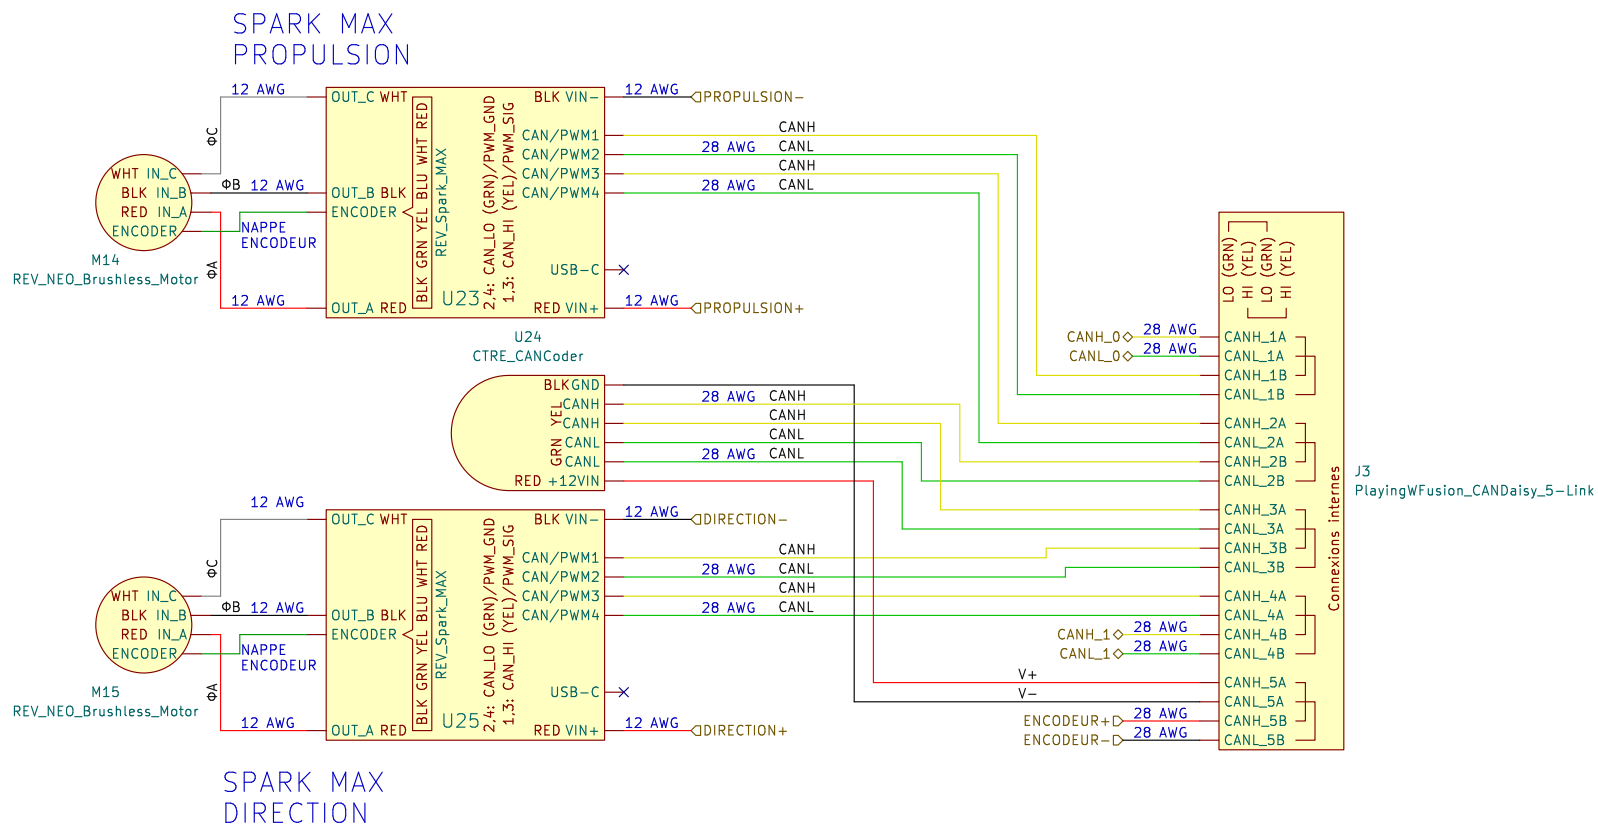 SPARK MAX
PROPULSION
12 AWG
OUT_C WHT
BLK VIN-
12 AWG
PROPULSION-
ΦC
CAN/PWM1
CANH
CAN/PWM2
28 AWG
CANL
CAN/PWM3
CANH
WHT IN_C
BLK IN_B
ΦB
12 AWG
OUT_B BLK
CAN/PWM4
28 AWG
CANL
RED IN_A
ENCODER
ENCODER
NAPPE
ENCODEUR
BLK GRN YEL BLU WHT RED
REV_Spark_MAX
2,4: CAN_LO (GRN)/PWM_GND
1,3: CAN_HI (YEL)/PWM_SIG
M14
REV_NEO_Brushless_Motor
ΦA
USB-C
12 AWG
OUT_A RED
U23
RED VIN+
12 AWG
PROPULSION+
U24
CTRE_CANCoder
BLK GND
YEL
CANH
28 AWG
CANH
CANH
CANH
GRN
CANL
CANL
CANL
28 AWG
CANL
RED +12VIN
12 AWG
OUT_C WHT
BLK VIN-
12 AWG
DIRECTION-
ΦC
CAN/PWM1
CANH
CAN/PWM2
28 AWG
CANL
CAN/PWM3
CANH
WHT IN_C
BLK IN_B
ΦB
12 AWG
OUT_B BLK
CAN/PWM4
28 AWG
CANL
RED IN_A
ENCODER
ENCODER
NAPPE
ENCODEUR
BLK GRN YEL BLU WHT RED
REV_Spark_MAX
2,4: CAN_LO (GRN)/PWM_GND
1,3: CAN_HI (YEL)/PWM_SIG
M15
REV_NEO_Brushless_Motor
ΦA
USB-C
12 AWG
OUT_A RED
U25
RED VIN+
12 AWG
DIRECTION+
SPARK MAX
DIRECTION
LO (GRN)
HI (YEL)
LO (GRN)
HI (YEL)
CANH_0
28 AWG
CANH_1A
CANL_0
28 AWG
CANL_1A
CANH_1B
CANL_1B
CANH_2A
CANL_2A
CANH_2B
CANL_2B
CANH_3A
CANL_3A
CANH_3B
CANL_3B
CANH_4A
CANL_4A
CANH_1
28 AWG
CANH_4B
CANL_1
28 AWG
CANL_4B
V+
CANH_5A
V-
CANL_5A
ENCODEUR+
28 AWG
CANH_5B
ENCODEUR-
28 AWG
CANL_5B
Connexions internes
J3
PlayingWFusion_CANDaisy_5-Link